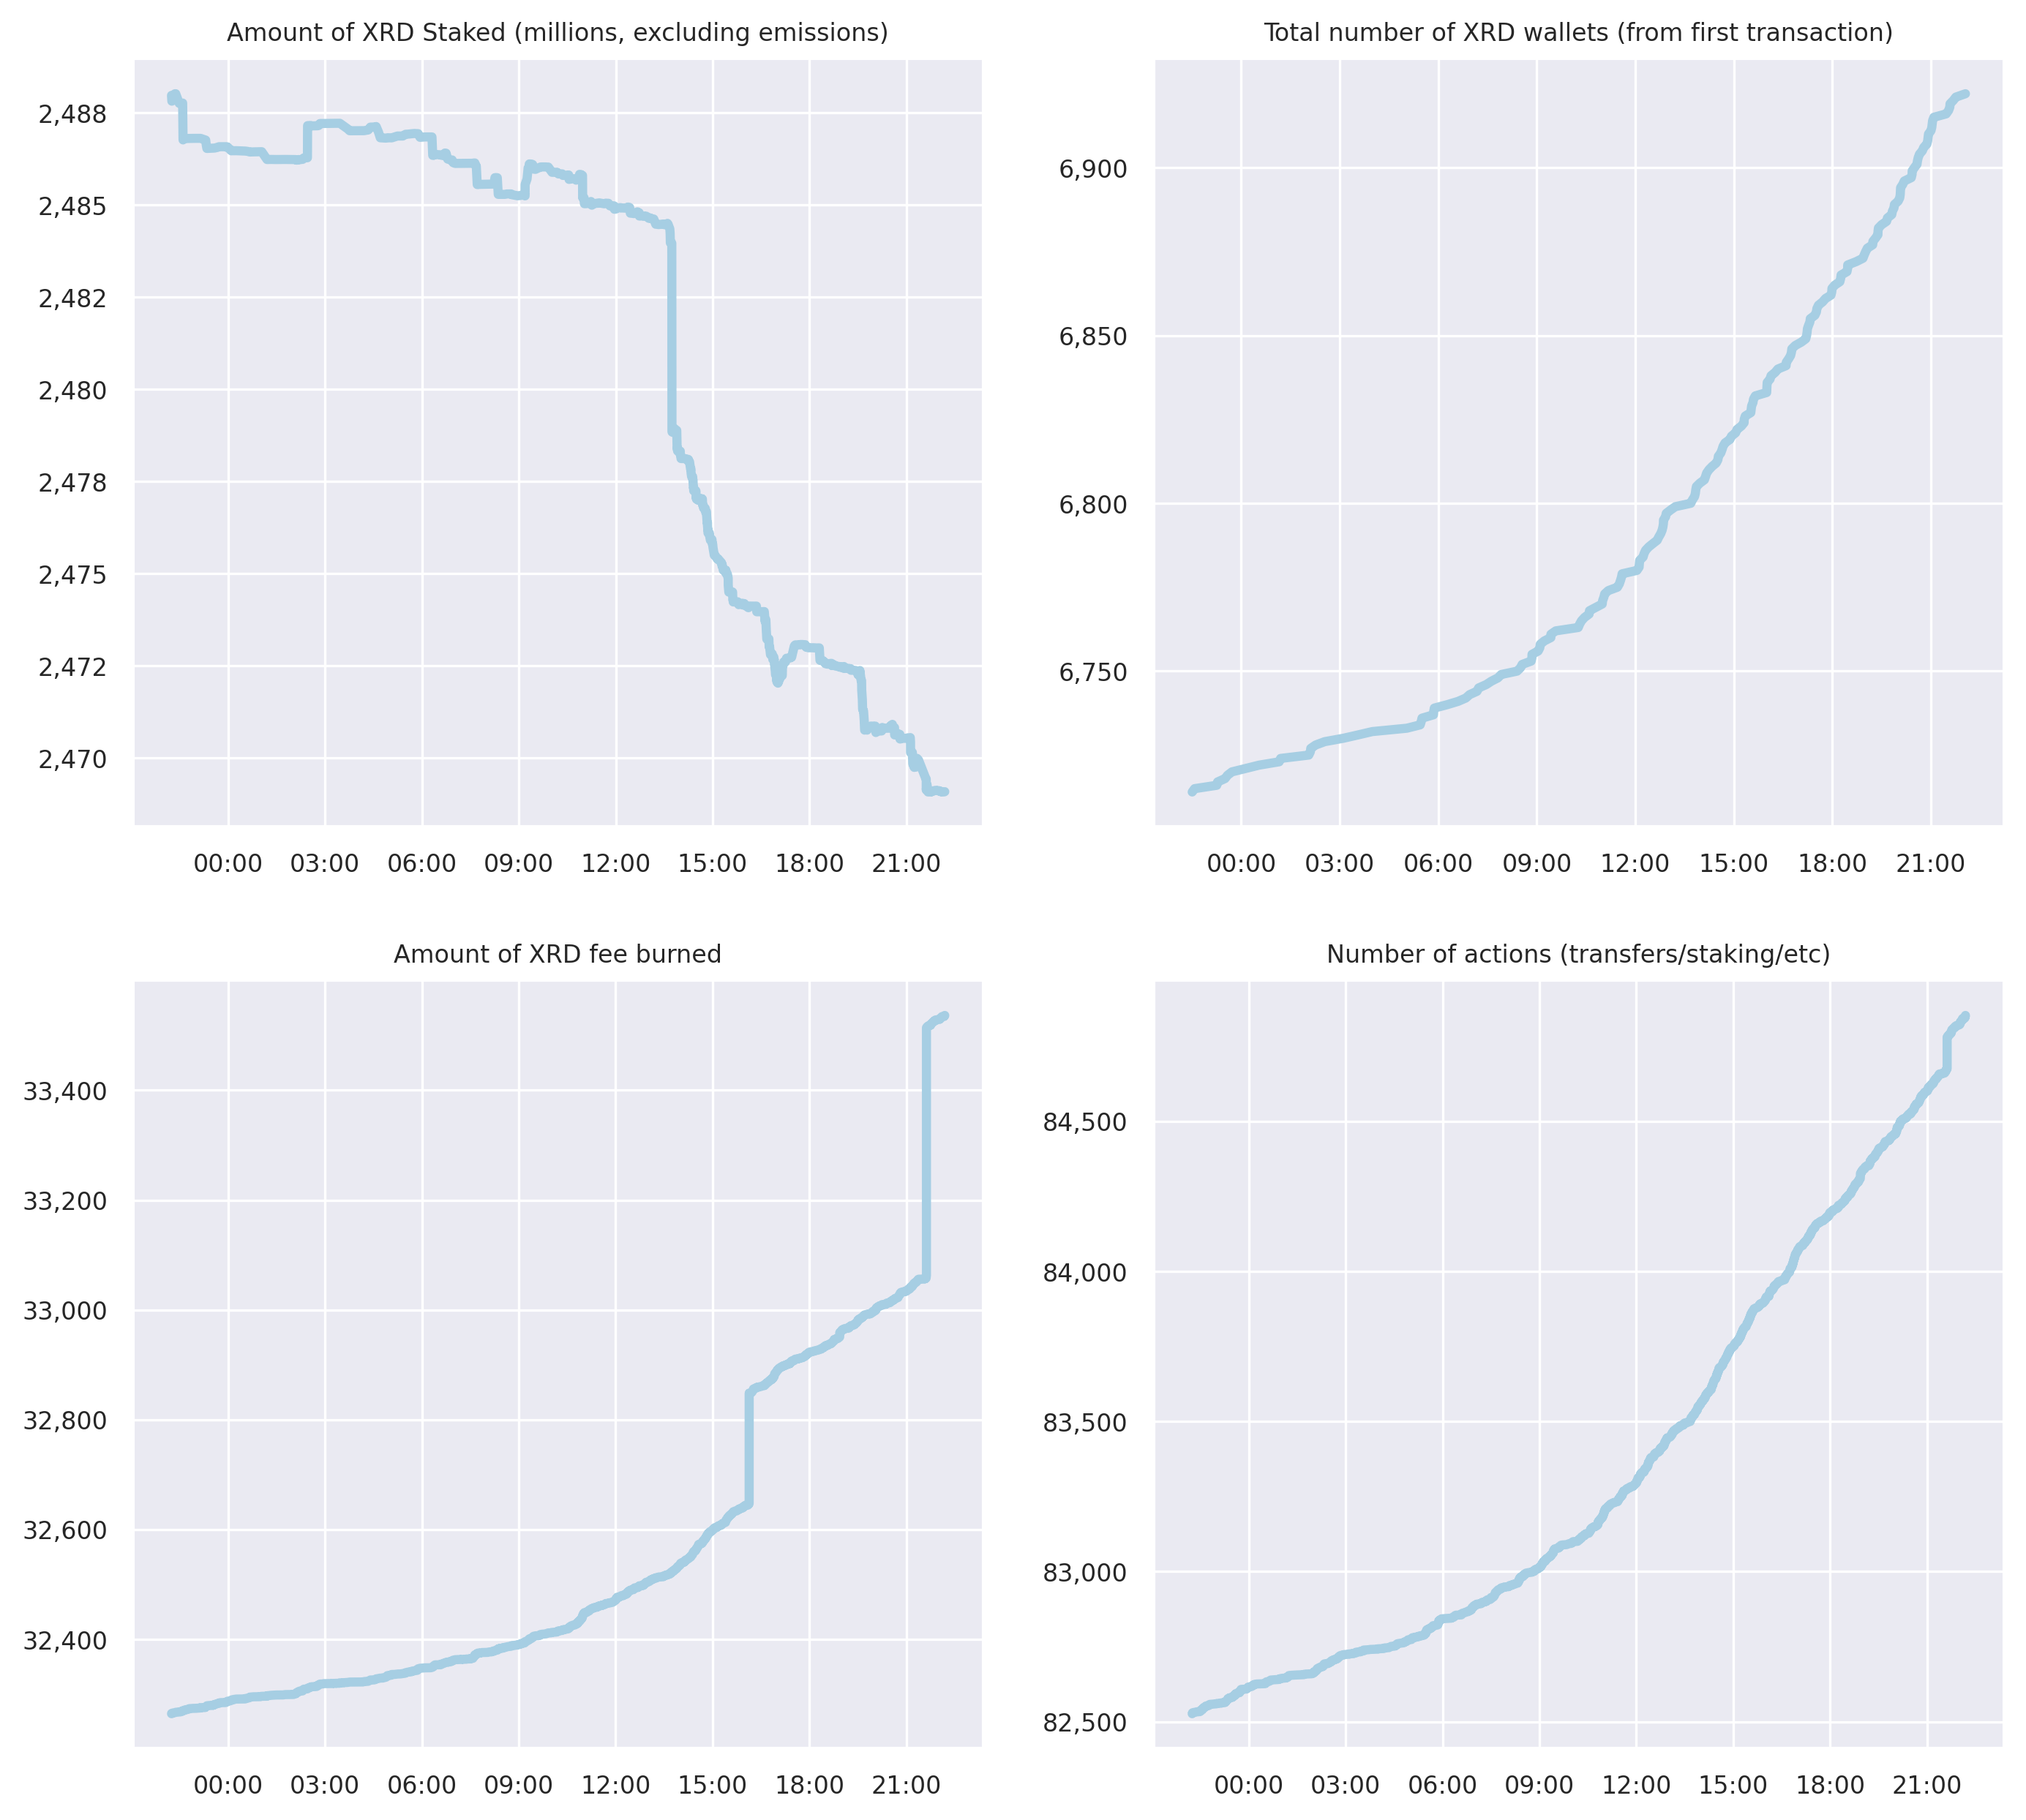 Amount of XRD Staked (millions, excluding emissions)
2,488
2,485
2,482
2,480
2,478
2,475
2,472
2,470
00:00 03:00 06:00 09:00 12:00 15:00 18:00 21:00
Total number of XRD wallets (from first transaction)
6,900
6,850
6,800
6,750
00:00 03:00 06:00 09:00 12:00 15:00 18:00 21:00
Amount of XRD fee burned
33,400
33,200
33,000
32,800
32,600
32,400
00:00 03:00 06:00 09:00 12:00 15:00 18:00 21:00
Number of actions (transfers/staking/etc)
84,500
84,000
83,500
83,000
82,500
00:00 03:00 06:00 09:00 12:00 15:00 18:00 21:00